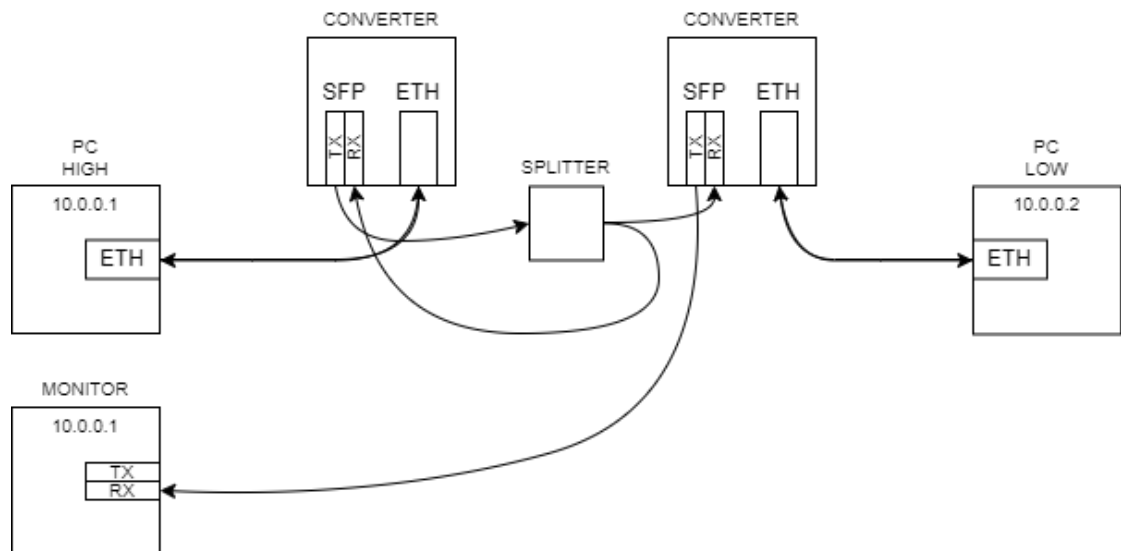 CONVERTER
CONVERTER
SFP
ETH
SFP
ETH
TX
RX
TX
RX
PC
HIGH
SPLITTER
PC
LOW
10.0.0.1
10.0.0.2
ETH
ETH
MONITOR
10.0.0.1
TX
RX